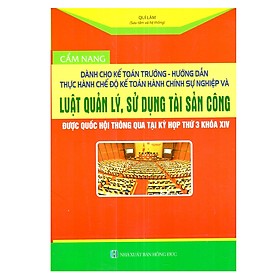 QUÍ LÂM
(Sưu tầm và hệ thống)
CẨM NANG
DÀNH CHO KẾ TOÁN TRƯỞNG - HƯỚNG DẪN
THỰC HÀNH CHẾ ĐỘ KẾ TOÁN HÀNH CHÍNH SỰ NGHIỆP VÀ
LUẬT QUẢN LÝ, SỬ DỤNG TÀI SẢN CÔNG
ĐƯỢC QUỐC HỘI THÔNG QUA TẠI KỲ HỌP THỨ 3 KHÓA XIV
NHÀ XUẤT BẢN HỒNG ĐỨC